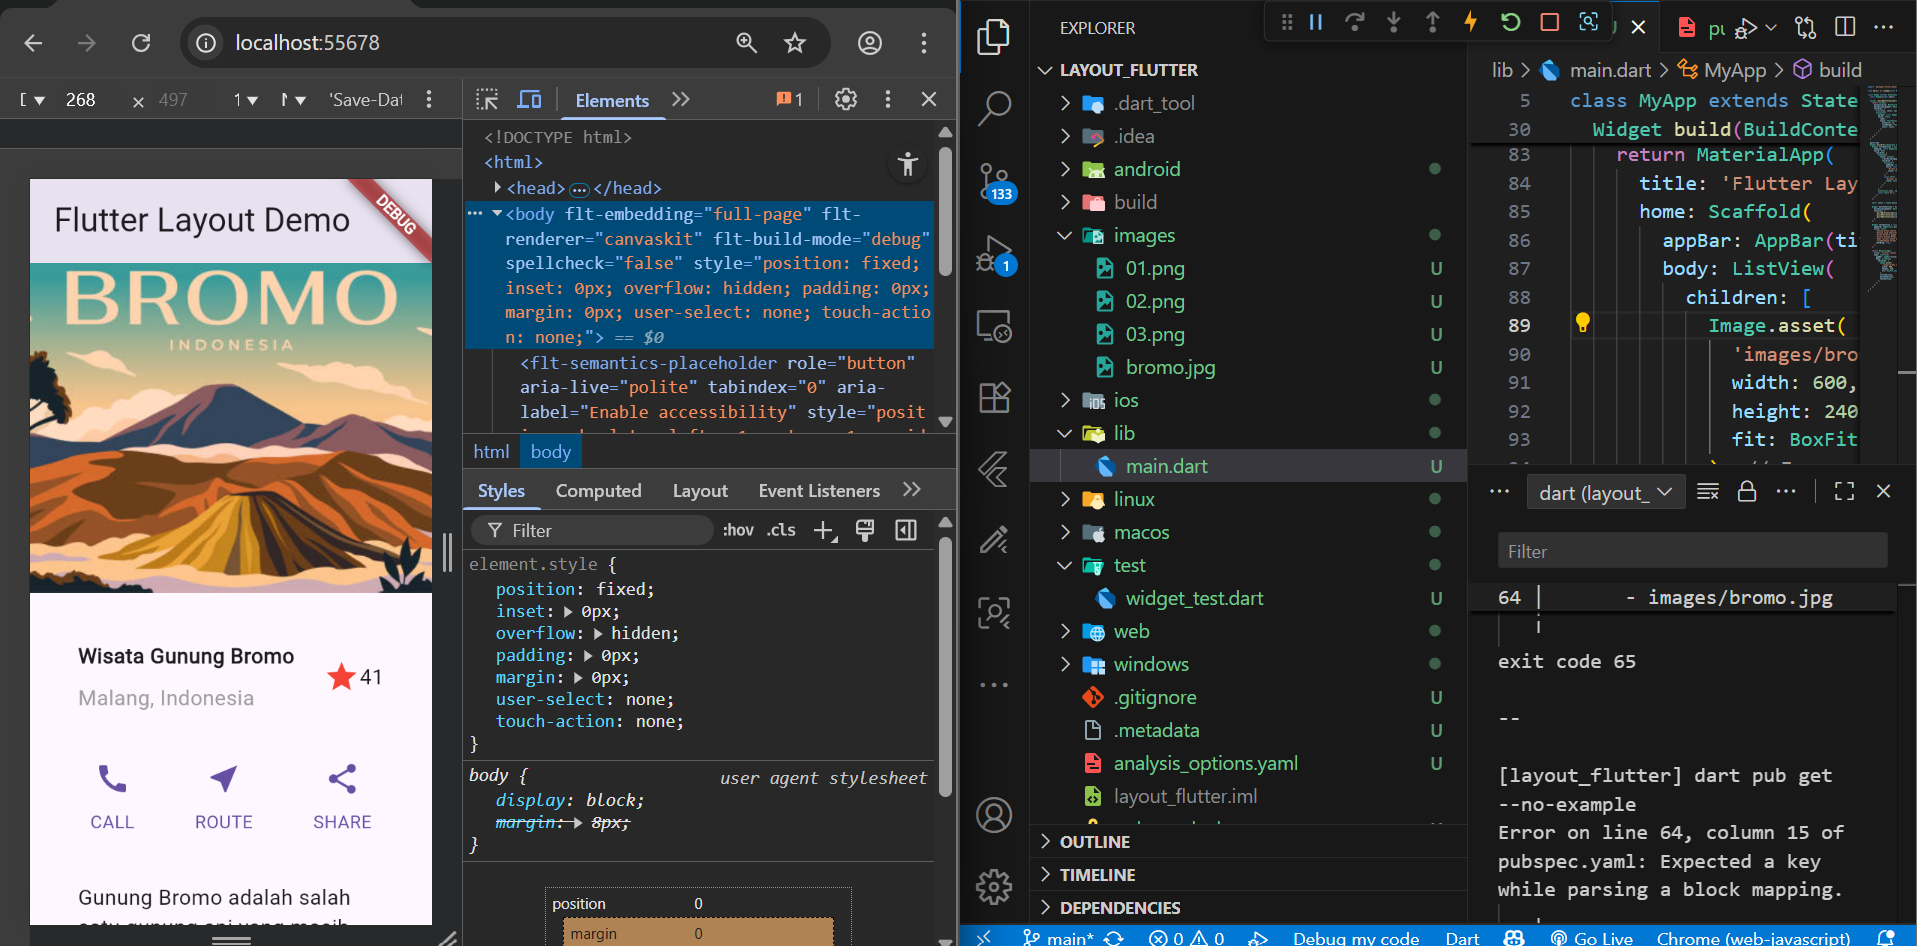 localhost:55678
268
× 497
1
'Save-Dat
Elements
1
Flutter Layout Demo
DEBUG
BROMO
INDONESIA
Wisata Gunung Bromo
Malang, Indonesia
41
CALL
ROUTE
SHARE
Gunung Bromo adalah salah
<!DOCTYPE html>
<html>
<head> ⋯ </head>
<body flt-embedding="full-page" flt-
renderer="canvaskit" flt-build-mode="debug"
spellcheck="false" style="position: fixed;
inset: 0px; overflow: hidden; padding: 0px;
margin: 0px; user-select: none; touch-actio
n: none;"> == $0
<flt-semantics-placeholder role="button"
aria-live="polite" tabindex="0" aria-
label="Enable accessibility" style="posit
html body
Styles Computed Layout Event Listeners
Filter
:hov .cls
element.style {
position: fixed;
inset: 0px;
overflow: hidden;
padding: 0px;
margin: 0px;
user-select: none;
touch-action: none;
}
body { user agent stylesheet
display: block;
margin: 8px;
}
position 0
margin 0
EXPLORER
LAYOUT_FLUTTER
.dart_tool
.idea
android
build
images
01.png U
02.png U
03.png U
bromo.jpg U
ios
lib
main.dart U
linux
macos
test
widget_test.dart U
web
windows
.gitignore U
.metadata U
analysis_options.yaml U
layout_flutter.iml
OUTLINE
TIMELINE
DEPENDENCIES
133
1
lib > main.dart > MyApp > build
5 class MyApp extends State
30 Widget build(BuildConte
83 return MaterialApp(
84 title: 'Flutter Lay
85 home: Scaffold(
86 appBar: AppBar(ti
87 body: ListView(
88 children: [
89 Image.asset(
90 'images/bro
91 width: 600,
92 height: 240
93 fit: BoxFit
dart (layout_
Filter
64 | - images/bromo.jpg
exit code 65
--
[layout_flutter] dart pub get
--no-example
Error on line 64, column 15 of
pubspec.yaml: Expected a key
while parsing a block mapping.
main* 0 0 Debug my code Dart Go Live Chrome (web-javascript)